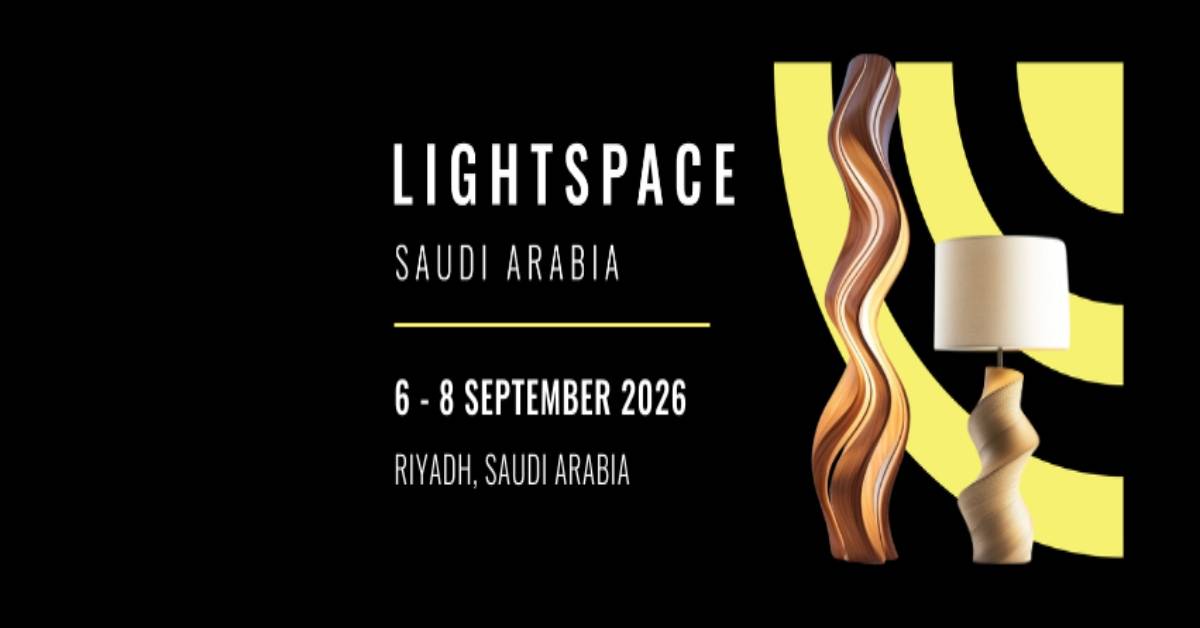 LIGHTSPACE
SAUDI ARABIA
6 - 8 SEPTEMBER 2026
RIYADH, SAUDI ARABIA